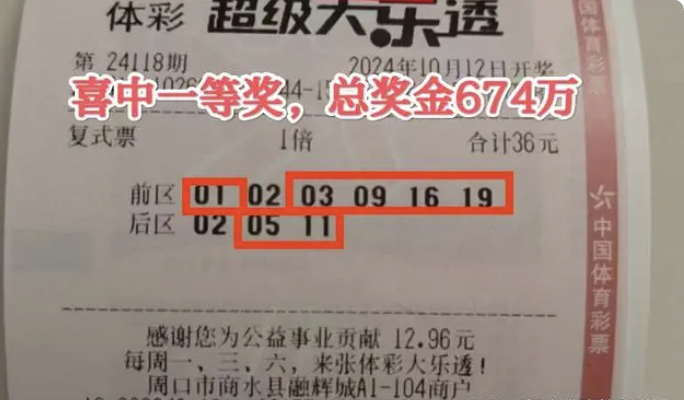 体彩 超级大乐透
第 24118期 2024年10月12日开奖
喜中一等奖，总奖金674万
复式票 1倍 合计36元
前区 01 02 03 09 16 19
后区 02 05 11
感谢您为公益事业贡献 12.96元
每周一、三、六，来张体彩大乐透！
周口市商水县融辉城A1-104商户
中国体育彩票
中国体育彩票